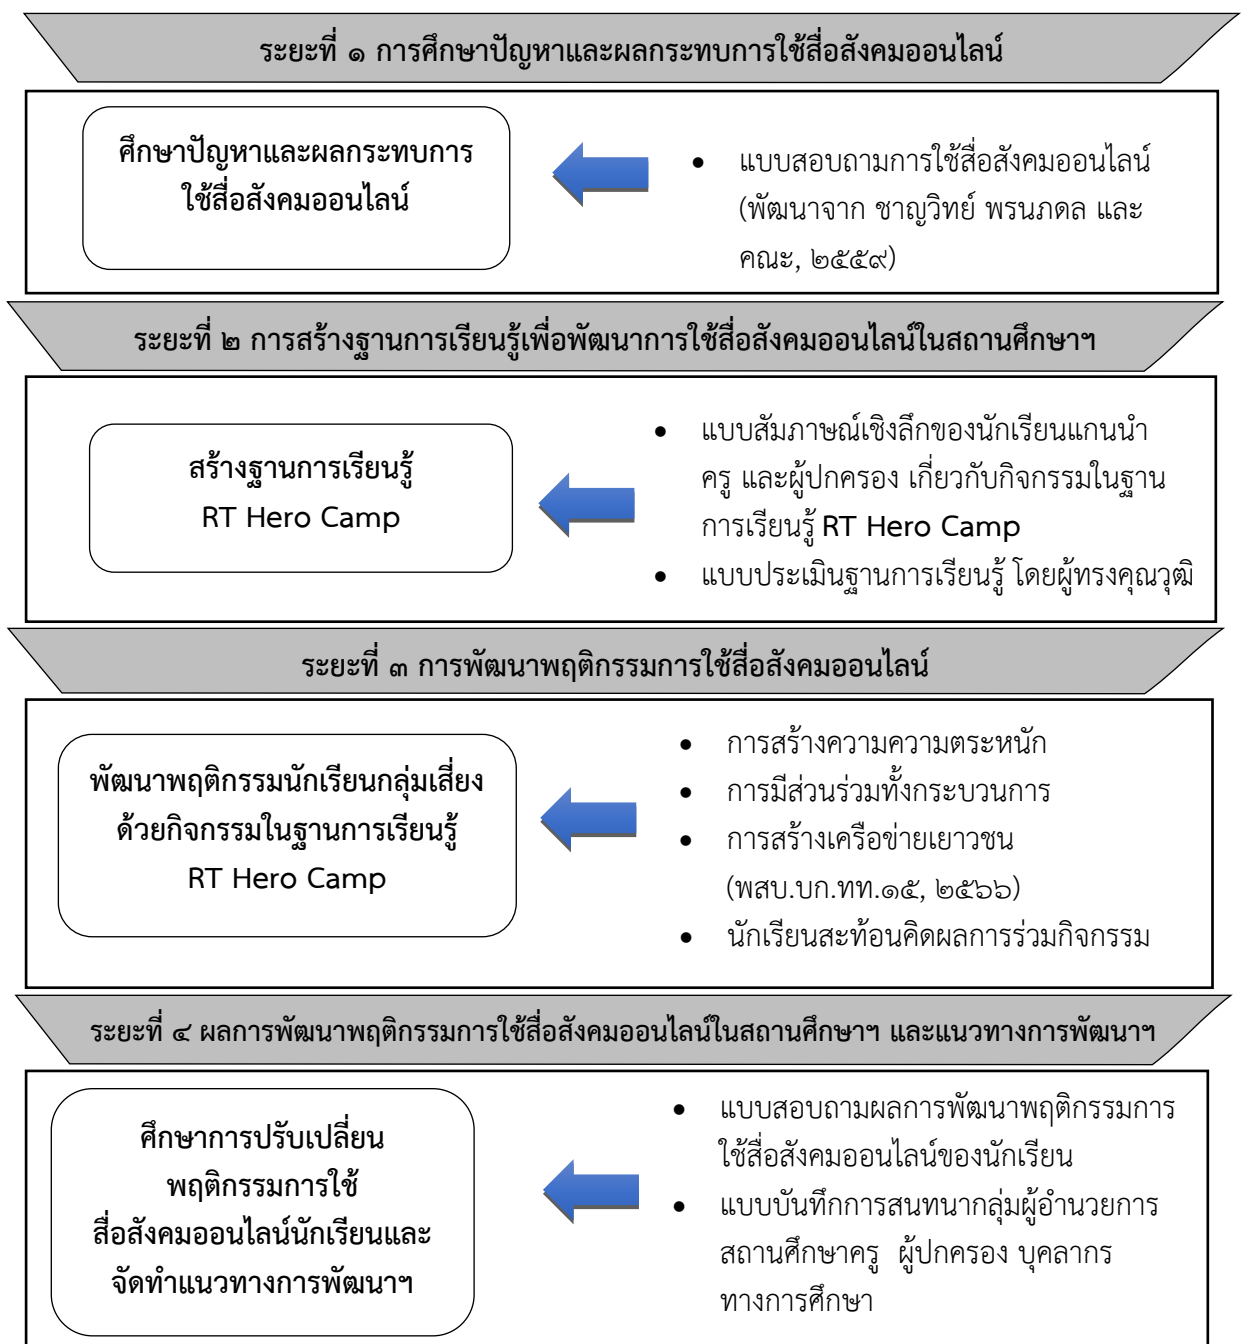 ระยะที่ ๑ การศึกษาปัญหาและผลกระทบการใช้สื่อสังคมออนไลน์
ศึกษาปัญหาและผลกระทบการ
ใช้สื่อสังคมออนไลน์
• แบบสอบถามการใช้สื่อสังคมออนไลน์
(พัฒนาจาก ชาญวิทย์ พรนภดล และ
คณะ, ๒๕๕๙)
ระยะที่ ๒ การสร้างฐานการเรียนรู้เพื่อพัฒนาการใช้สื่อสังคมออนไลน์ในสถานศึกษาฯ
สร้างฐานการเรียนรู้
RT Hero Camp
• แบบสัมภาษณ์เชิงลึกของนักเรียนแกนนำ
ครู และผู้ปกครอง เกี่ยวกับกิจกรรมในฐาน
การเรียนรู้ RT Hero Camp
• แบบประเมินฐานการเรียนรู้ โดยผู้ทรงคุณวุฒิ
ระยะที่ ๓ การพัฒนาพฤติกรรมการใช้สื่อสังคมออนไลน์
พัฒนาพฤติกรรมนักเรียนกลุ่มเสี่ยง
ด้วยกิจกรรมในฐานการเรียนรู้
RT Hero Camp
• การสร้างความความตระหนัก
• การมีส่วนร่วมทั้งกระบวนการ
• การสร้างเครือข่ายเยาวชน
(พสบ.บก.ทท.๑๕, ๒๕๖๖)
• นักเรียนสะท้อนคิดผลการร่วมกิจกรรม
ระยะที่ ๔ ผลการพัฒนาพฤติกรรมการใช้สื่อสังคมออนไลน์ในสถานศึกษาฯ และแนวทางการพัฒนาฯ
ศึกษาการปรับเปลี่ยน
พฤติกรรมการใช้
สื่อสังคมออนไลน์นักเรียนและ
จัดทำแนวทางการพัฒนาฯ
• แบบสอบถามผลการพัฒนาพฤติกรรมการ
ใช้สื่อสังคมออนไลน์ของนักเรียน
• แบบบันทึกการสนทนากลุ่มผู้อำนวยการ
สถานศึกษาครู ผู้ปกครอง บุคลากร
ทางการศึกษา